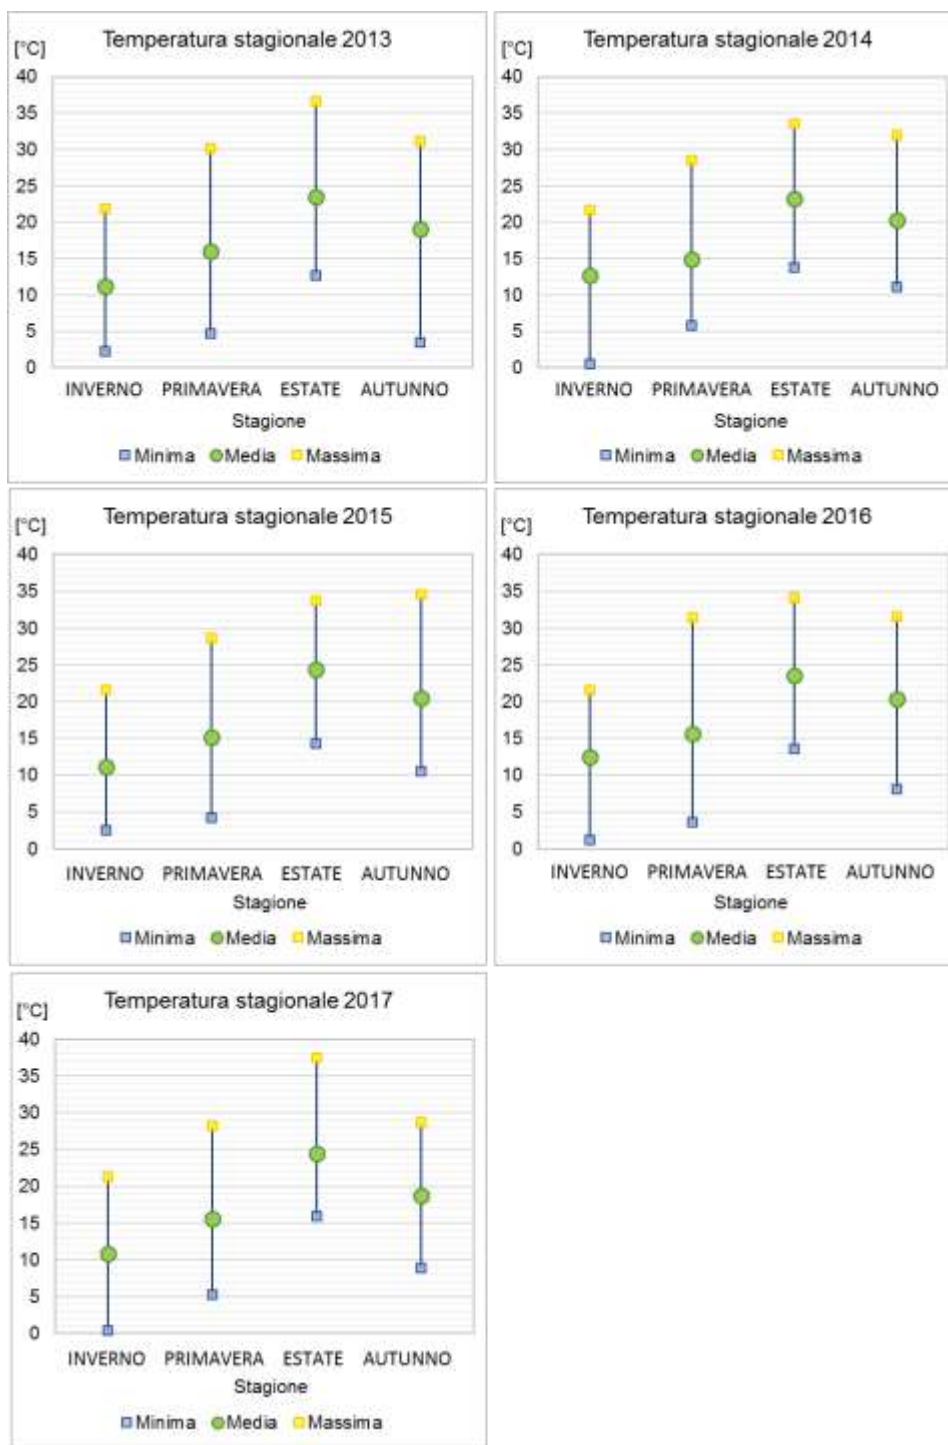 Temperatura stagionale 2013
[°C]
40
35
30
25
20
15
10
5
0
INVERNO PRIMAVERA ESTATE AUTUNNO
Stagione
Minima Media Massima
Temperatura stagionale 2014
[°C]
40
35
30
25
20
15
10
5
0
INVERNO PRIMAVERA ESTATE AUTUNNO
Stagione
Minima Media Massima
Temperatura stagionale 2015
[°C]
40
35
30
25
20
15
10
5
0
INVERNO PRIMAVERA ESTATE AUTUNNO
Stagione
Minima Media Massima
Temperatura stagionale 2016
[°C]
40
35
30
25
20
15
10
5
0
INVERNO PRIMAVERA ESTATE AUTUNNO
Stagione
Minima Media Massima
Temperatura stagionale 2017
[°C]
40
35
30
25
20
15
10
5
0
INVERNO PRIMAVERA ESTATE AUTUNNO
Stagione
Minima Media Massima